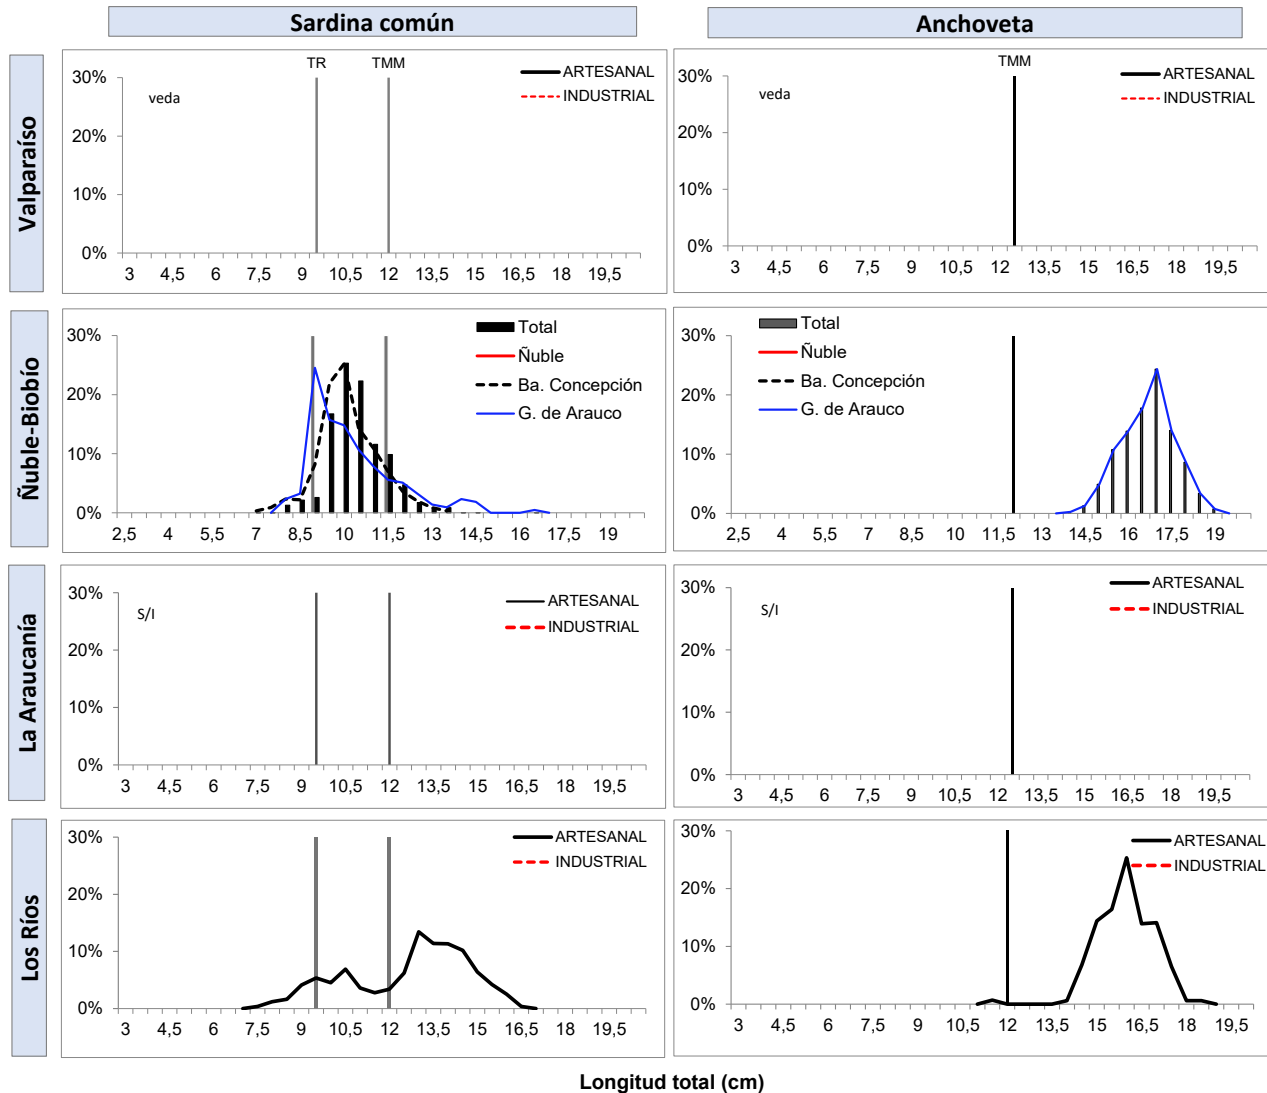 Sardina común
Anchoveta
Valparaíso
TR TMM
veda
ARTESANAL
INDUSTRIAL
30%
20%
10%
0%
3 4,5 6 7,5 9 10,5 12 13,5 15 16,5 18 19,5
TMM
veda
ARTESANAL
INDUSTRIAL
30%
20%
10%
0%
3 4,5 6 7,5 9 10,5 12 13,5 15 16,5 18 19,5
Ñuble-Biobío
Total
Ñuble
Ba. Concepción
G. de Arauco
30%
20%
10%
0%
2,5 4 5,5 7 8,5 10 11,5 13 14,5 16 17,5 19
Total
Ñuble
Ba. Concepción
G. de Arauco
30%
20%
10%
0%
2,5 4 5,5 7 8,5 10 11,5 13 14,5 16 17,5 19
La Araucanía
S/I
ARTESANAL
INDUSTRIAL
30%
20%
10%
0%
3 4,5 6 7,5 9 10,5 12 13,5 15 16,5 18 19,5
S/I
ARTESANAL
INDUSTRIAL
30%
20%
10%
0%
3 4,5 6 7,5 9 10,5 12 13,5 15 16,5 18 19,5
Los Ríos
ARTESANAL
INDUSTRIAL
30%
20%
10%
0%
3 4,5 6 7,5 9 10,5 12 13,5 15 16,5 18 19,5
ARTESANAL
INDUSTRIAL
30%
20%
10%
0%
3 4,5 6 7,5 9 10,5 12 13,5 15 16,5 18 19,5
Longitud total (cm)